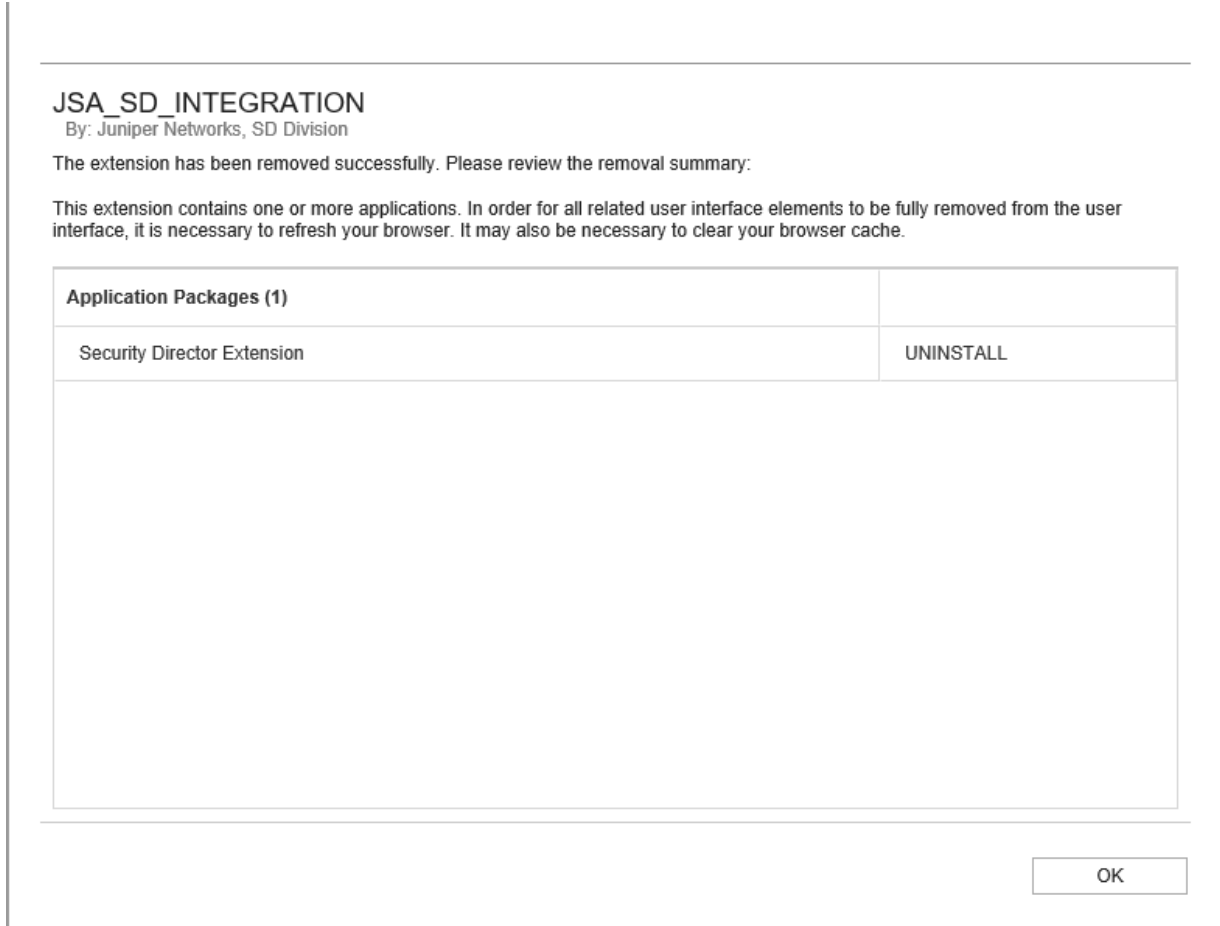 JSA_SD_INTEGRATION
By: Juniper Networks, SD Division
The extension has been removed successfully. Please review the removal summary:
This extension contains one or more applications. In order for all related user interface elements to be fully removed from the user
interface, it is necessary to refresh your browser. It may also be necessary to clear your browser cache.
Application Packages (1)
Security Director Extension UNINSTALL
OK